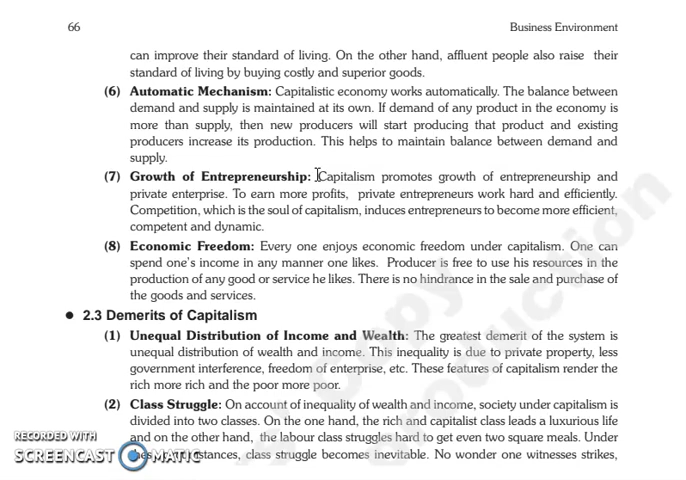 66
Business Environment
can improve their standard of living. On the other hand, affluent people also raise their
standard of living by buying costly and superior goods.
(6) Automatic Mechanism: Capitalistic economy works automatically. The balance between
demand and supply is maintained at its own. If demand of any product in the economy is
more than supply, then new producers will start producing that product and existing
producers increase its production. This helps to maintain balance between demand and
supply.
(7) Growth of Entrepreneurship: Capitalism promotes growth of entrepreneurship and
private enterprise. To earn more profits, private entrepreneurs work hard and efficiently.
Competition, which is the soul of capitalism, induces entrepreneurs to become more efficient,
competent and dynamic.
(8) Economic Freedom: Every one enjoys economic freedom under capitalism. One can
spend one's income in any manner one likes. Producer is free to use his resources in the
production of any good or service he likes. There is no hindrance in the sale and purchase of
the goods and services.
● 2.3 Demerits of Capitalism
(1) Unequal Distribution of Income and Wealth: The greatest demerit of the system is
unequal distribution of wealth and income. This inequality is due to private property, less
government interference, freedom of enterprise, etc. These features of capitalism render the
rich more rich and the poor more poor.
(2) Class Struggle: On account of inequality of wealth and income, society under capitalism is
divided into two classes. On the one hand, the rich and capitalist class leads a luxurious life
and on the other hand, the labour class struggles hard to get even two square meals. Under
class struggle becomes inevitable. No wonder one witnesses strikes,
RECORDED WITH
SCREENCAST MATIC
Copy
roduction